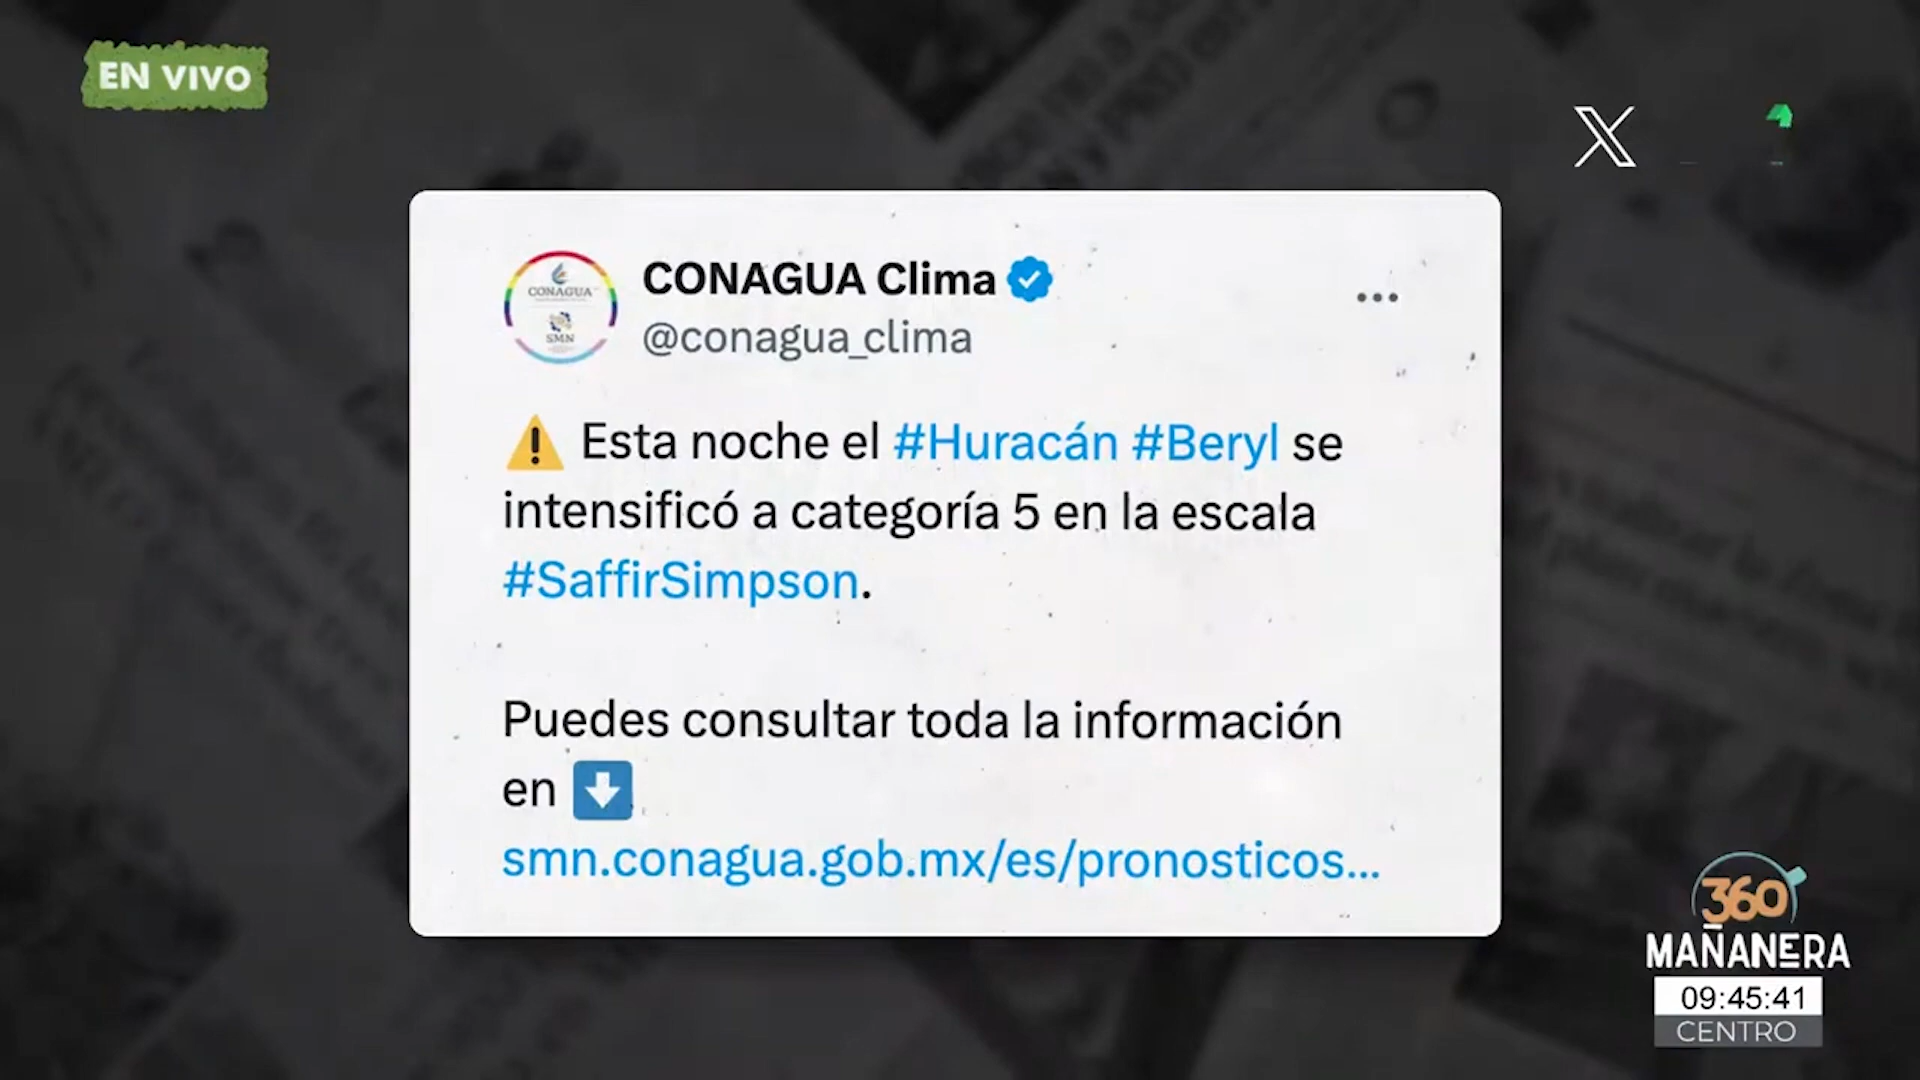 EN VIVO
CONAGUA Clima
@conagua_clima
CONAGUA
SMN
⚠️ Esta noche el #Huracán #Beryl se
intensificó a categoría 5 en la escala
#SaffirSimpson.
Puedes consultar toda la información
en ⬇️
smn.conagua.gob.mx/es/pronosticos...
360
MAÑANERA
09:45:41
CENTRO